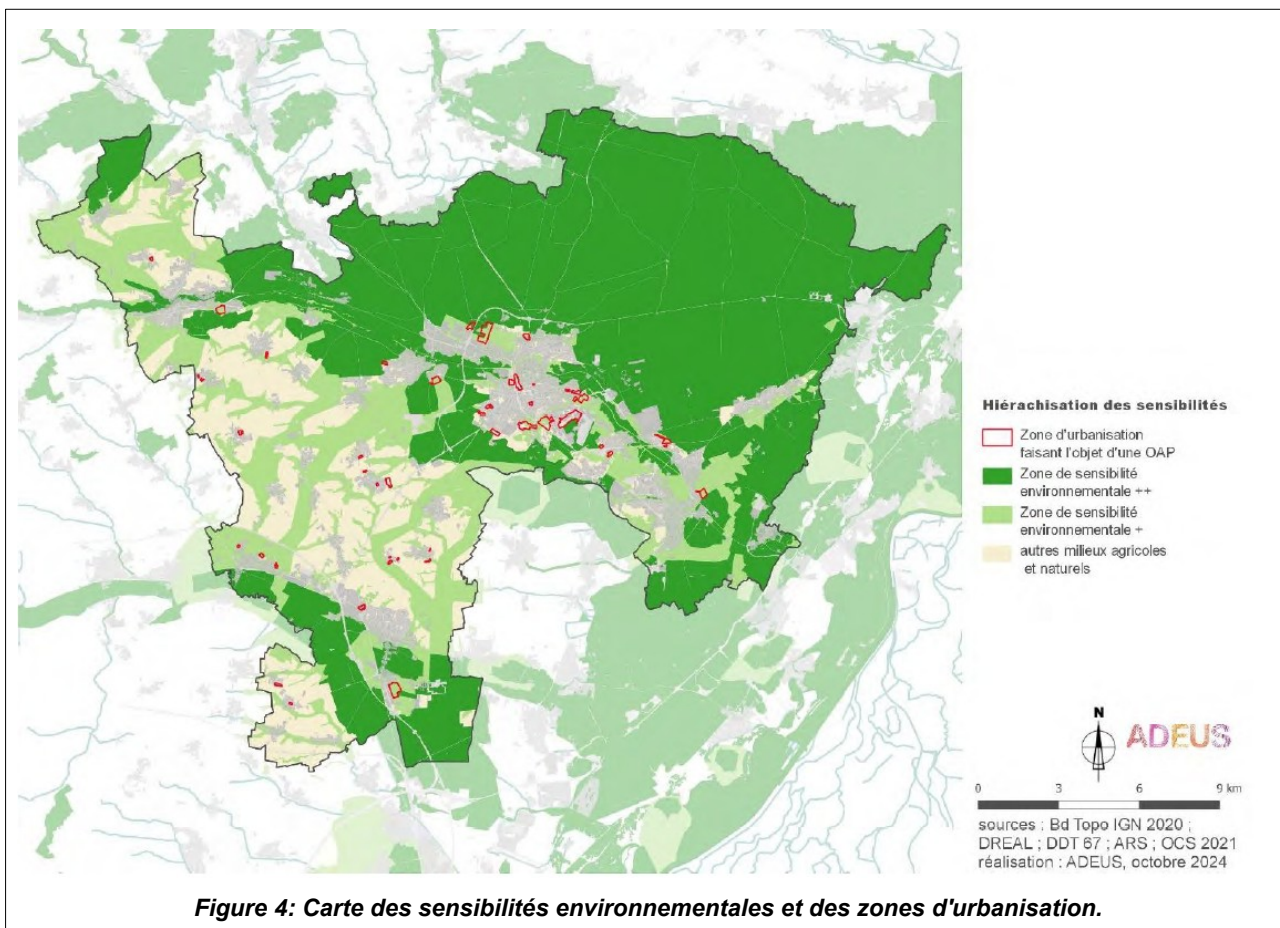 Hiérachisation des sensibilités
Zone d'urbanisation
faisant l'objet d'une OAP
Zone de sensibilité
environnementale ++
Zone de sensibilité
environnementale +
autres milieux agricoles
et naturels
N
ADEUS
0 3 6 9 km
sources : Bd Topo IGN 2020 ;
DREAL ; DDT 67 ; ARS ; OCS 2021
réalisation : ADEUS, octobre 2024
Figure 4: Carte des sensibilités environnementales et des zones d'urbanisation.